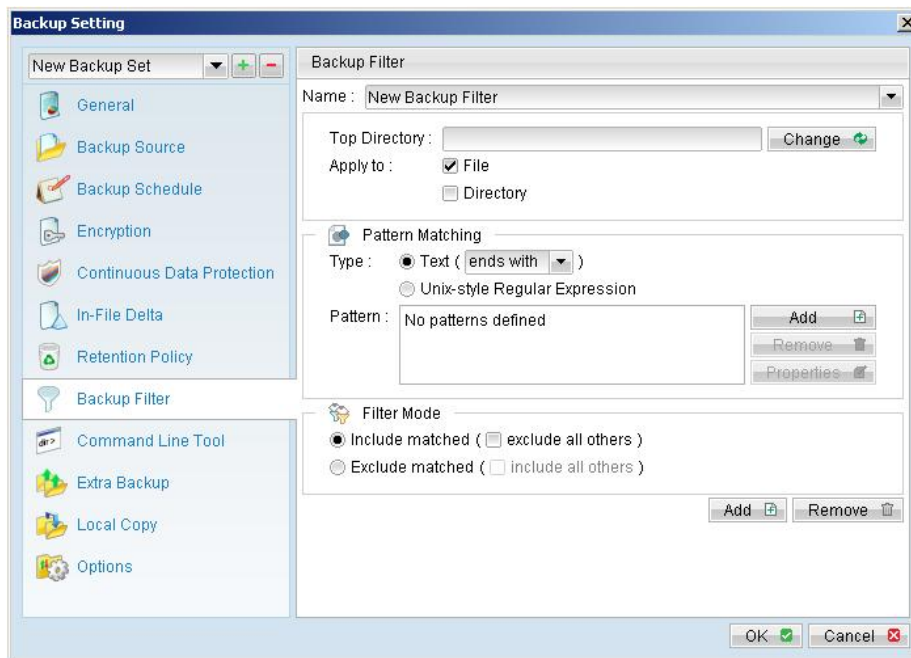 Backup Setting
New Backup Set
General
Backup Source
Backup Schedule
Encryption
Continuous Data Protection
In-File Delta
Retention Policy
Backup Filter
Command Line Tool
Extra Backup
Local Copy
Options
Backup Filter
Name : New Backup Filter
Top Directory : Change
Apply to : File
Directory
Pattern Matching
Type : Text ( ends with )
Unix-style Regular Expression
Pattern : No patterns defined
Add
Remove
Properties
Filter Mode
Include matched ( exclude all others )
Exclude matched ( include all others )
Add Remove
OK Cancel